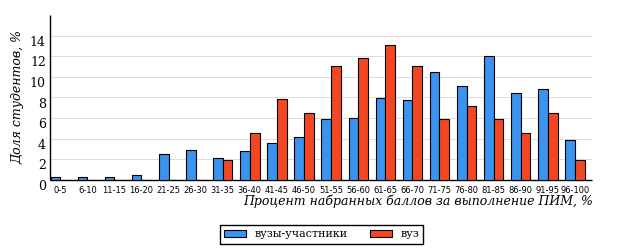 Доля студентов, %
14
12
10
8
6
4
2
0
0-5 6-10 11-15 16-20 21-25 26-30 31-35 36-40 41-45 46-50 51-55 56-60 61-65 66-70 71-75 76-80 81-85 86-90 91-95 96-100
Процент набранных баллов за выполнение ПИМ, %
вузы-участники вуз